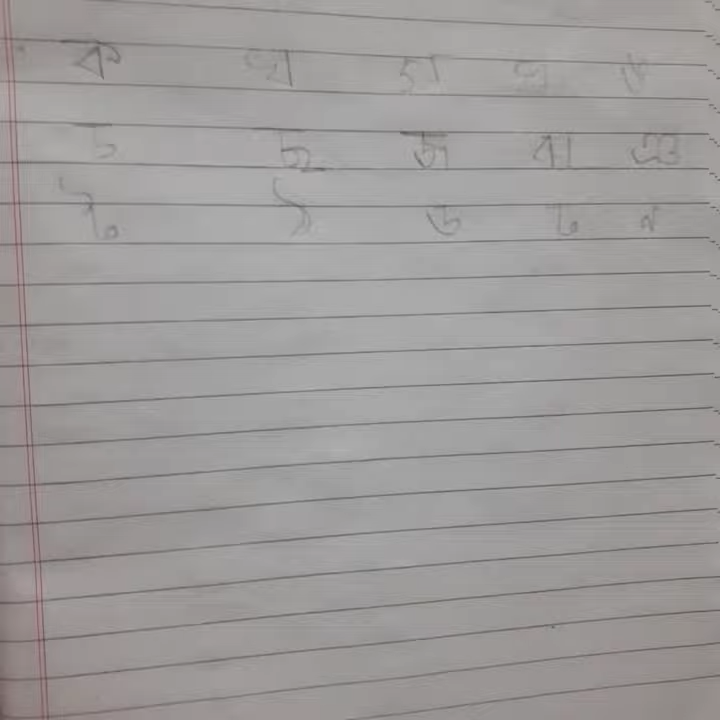 ক খ গ ঘ ঙ
চ ছ জ ঝ ঞ
ট ঠ ড ঢ ণ